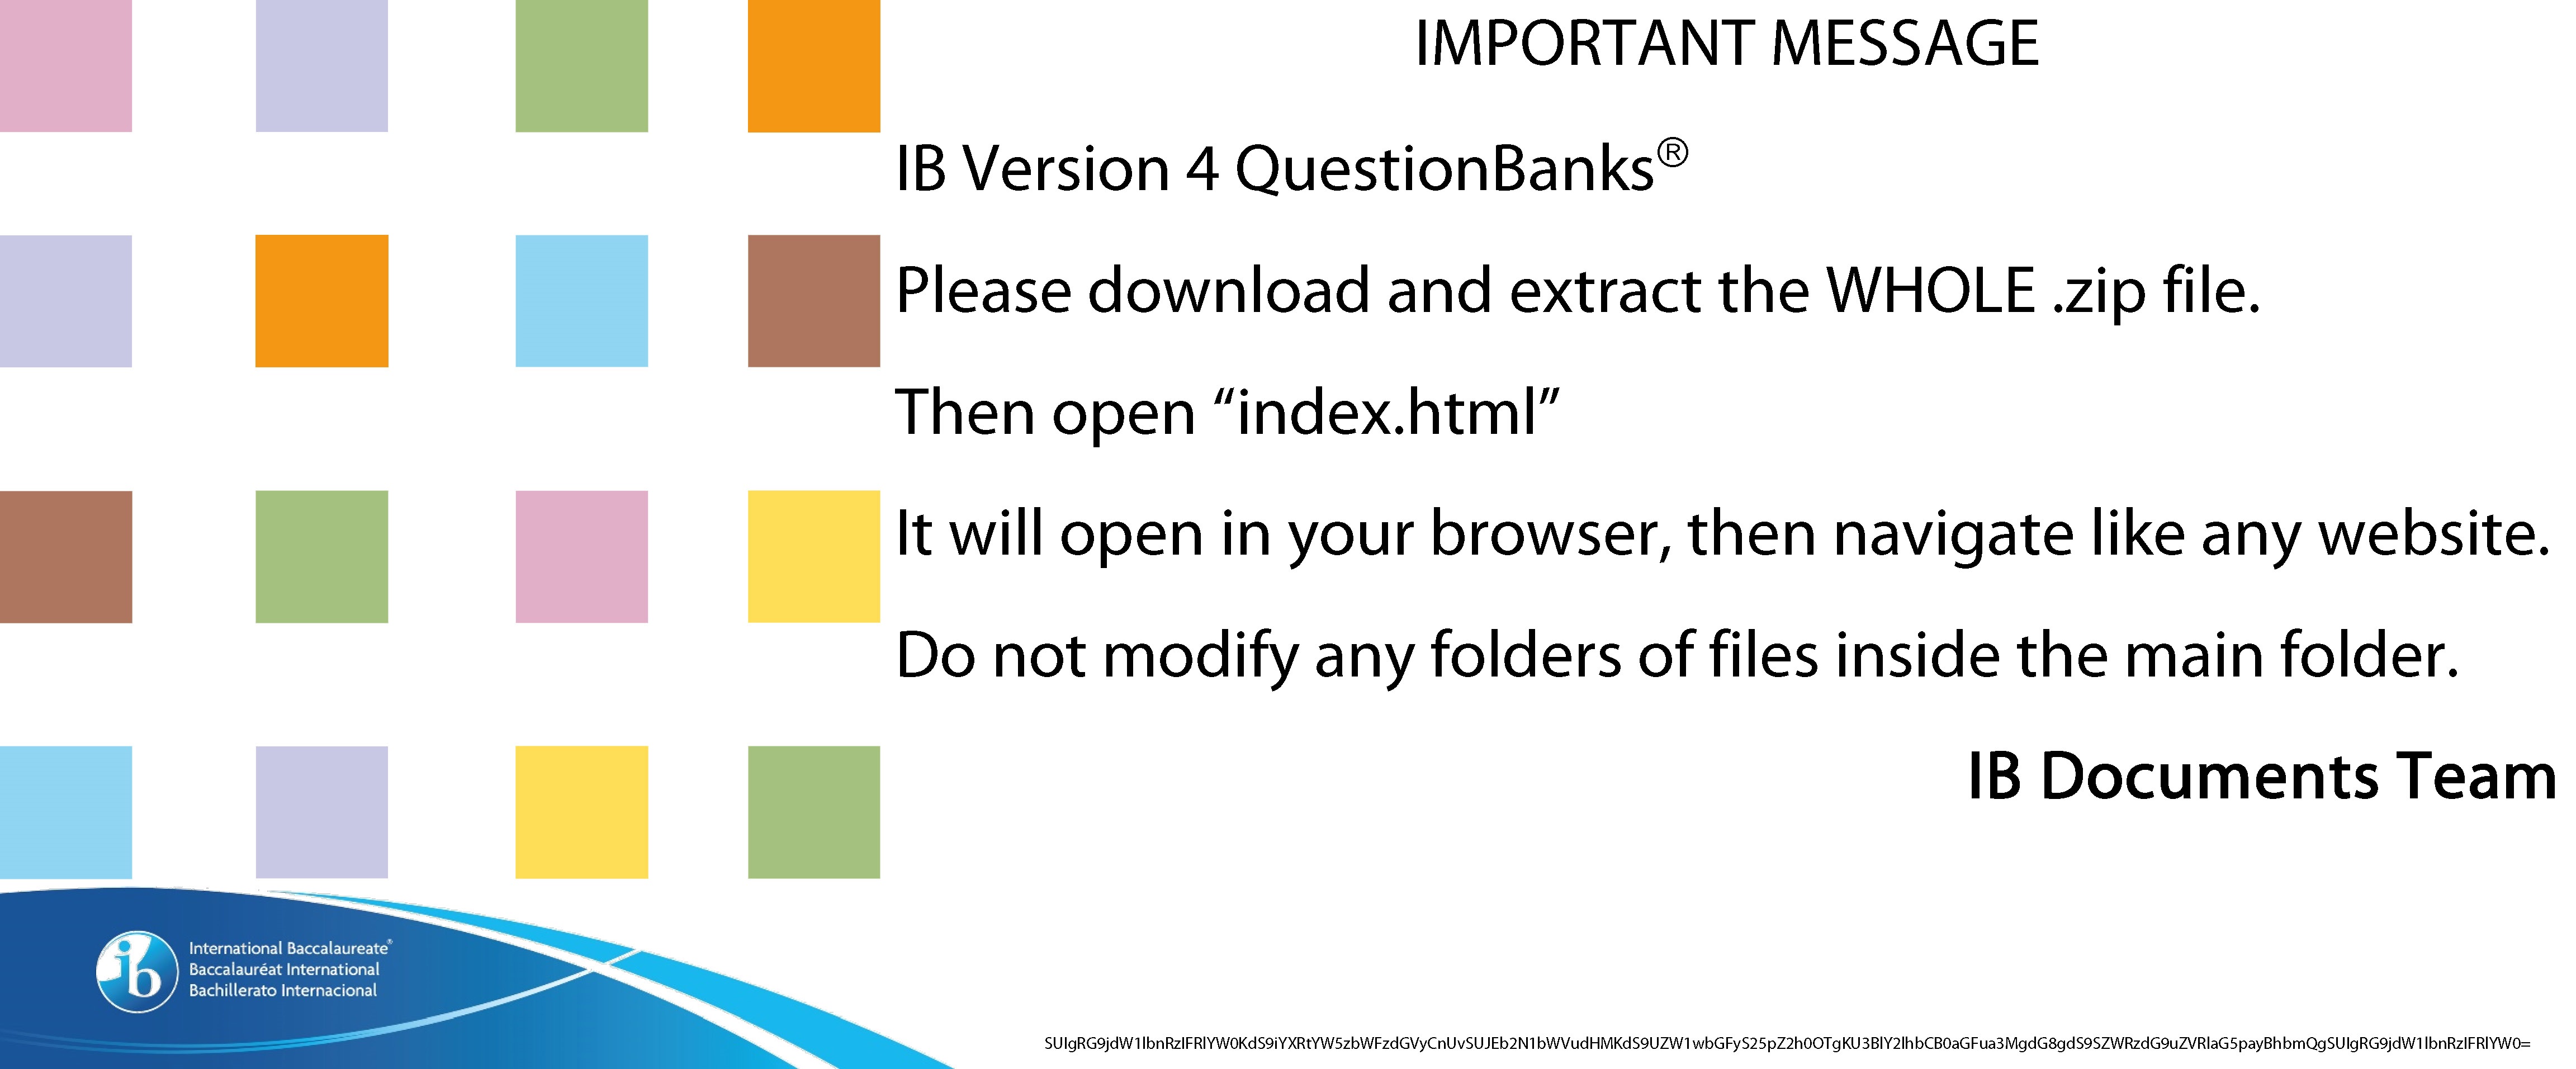 IMPORTANT MESSAGE
IB Version 4 QuestionBanks®
Please download and extract the WHOLE .zip file.
Then open “index.html”
It will open in your browser, then navigate like any website.
Do not modify any folders of files inside the main folder.
IB Documents Team
ib
International Baccalaureate®
Baccalauréat International
Bachillerato Internacional
SUIgRG9jdW1lbnRzIFRlYW0KdS9iYXRtYW5zbWFzdGVyCnUvSUJEb2N1bWVudHMKdS9UZW1wbGFyS25pZ2h0OTgKU3BlY2lhbCB0aGFua3MgdG8gdS9SZWRzdG9uZVRlaG5payBhbmQgSUIgRG9jdW1lbnRzIFRlYW0=